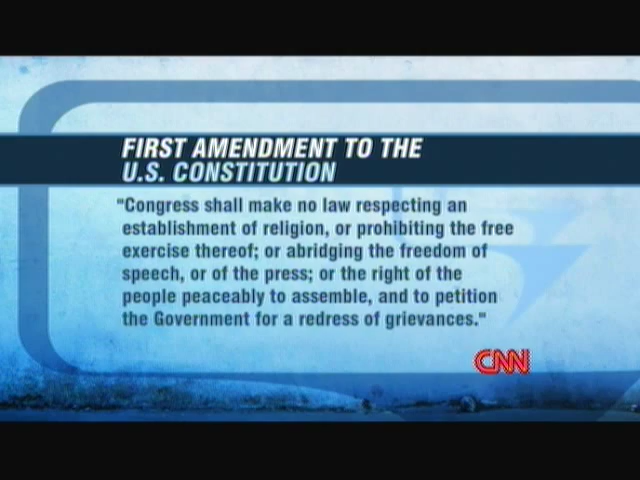 FIRST AMENDMENT TO THE
U.S. CONSTITUTION
"Congress shall make no law respecting an
establishment of religion, or prohibiting the free
exercise thereof; or abridging the freedom of
speech, or of the press; or the right of the
people peaceably to assemble, and to petition
the Government for a redress of grievances."
CNN